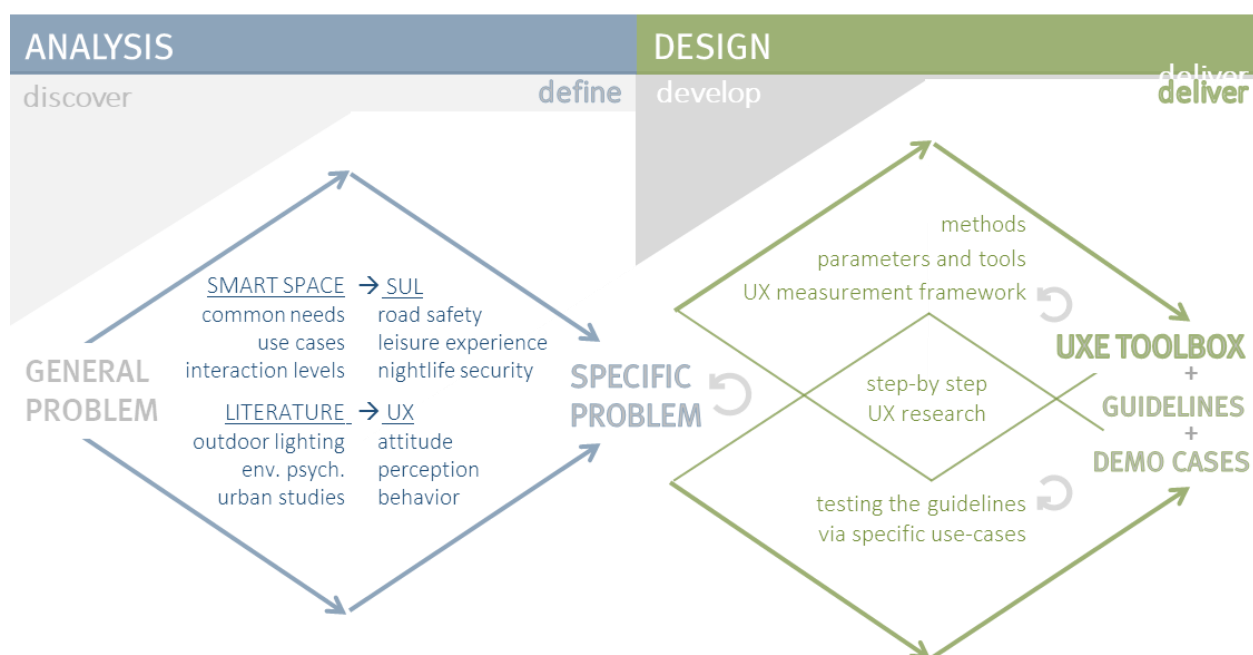 ANALYSIS
DESIGN
discover
define
develop
deliver
deliver
SMART SPACE → SUL
common needs road safety
use cases leisure experience
interaction levels nightlife security
LITERATURE → UX
outdoor lighting attitude
env. psych. perception
urban studies behavior
GENERAL
PROBLEM
SPECIFIC
PROBLEM
methods
parameters and tools
UX measurement framework
step-by step
UX research
testing the guidelines
via specific use-cases
UXE TOOLBOX
+
GUIDELINES
+
DEMO CASES